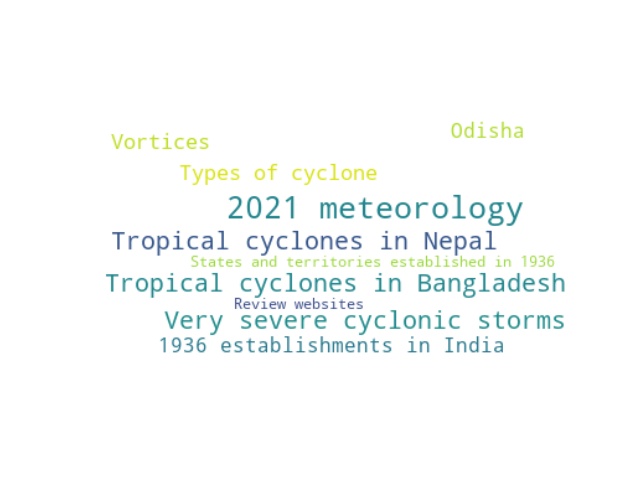 Odisha
Vortices
Types of cyclone
2021 meteorology
Tropical cyclones in Nepal
States and territories established in 1936
Tropical cyclones in Bangladesh
Review websites
Very severe cyclonic storms
1936 establishments in India